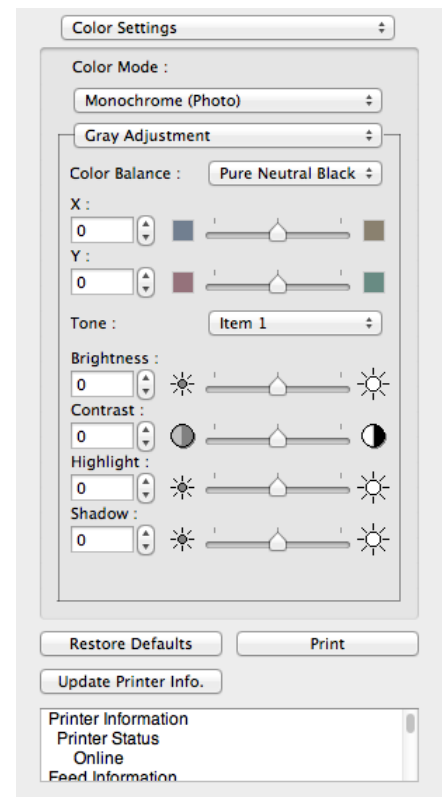 Color Settings
Color Mode :
Monochrome (Photo)
Gray Adjustment
Color Balance : Pure Neutral Black
X :
0
Y :
0
Tone : Item 1
Brightness :
0
Contrast :
0
Highlight :
0
Shadow :
0
Restore Defaults Print
Update Printer Info.
Printer Information
Printer Status
Online
Feed Information